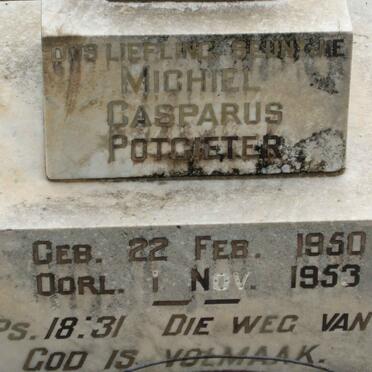 ONS LIEFLING SEUNTJIE
MICHIEL
CASPARUS
POTGIETER
GEB. 22 FEB. 1950
OORL. 1 NOV. 1953
PS. 18:31 DIE WEG VAN
GOD IS VOLMAAK.